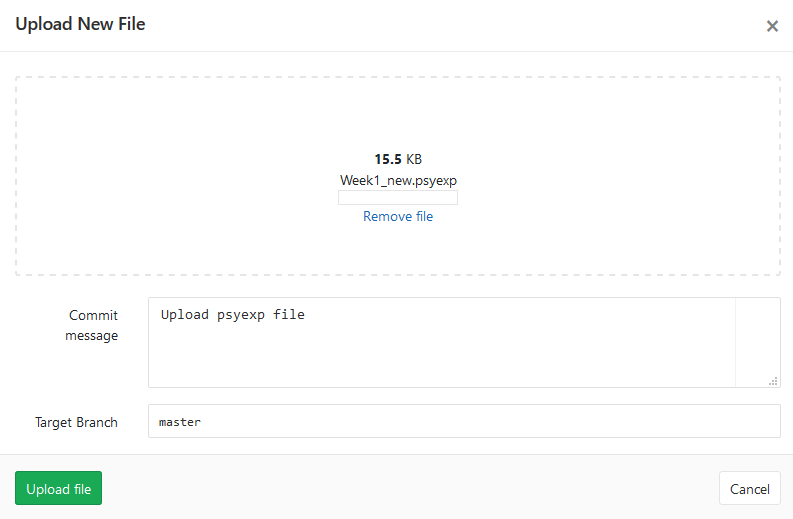 Upload New File
×
15.5 KB
Week1_new.psyexp
Remove file
Commit
message
Upload psyexp file
Target Branch
master
Upload file
Cancel